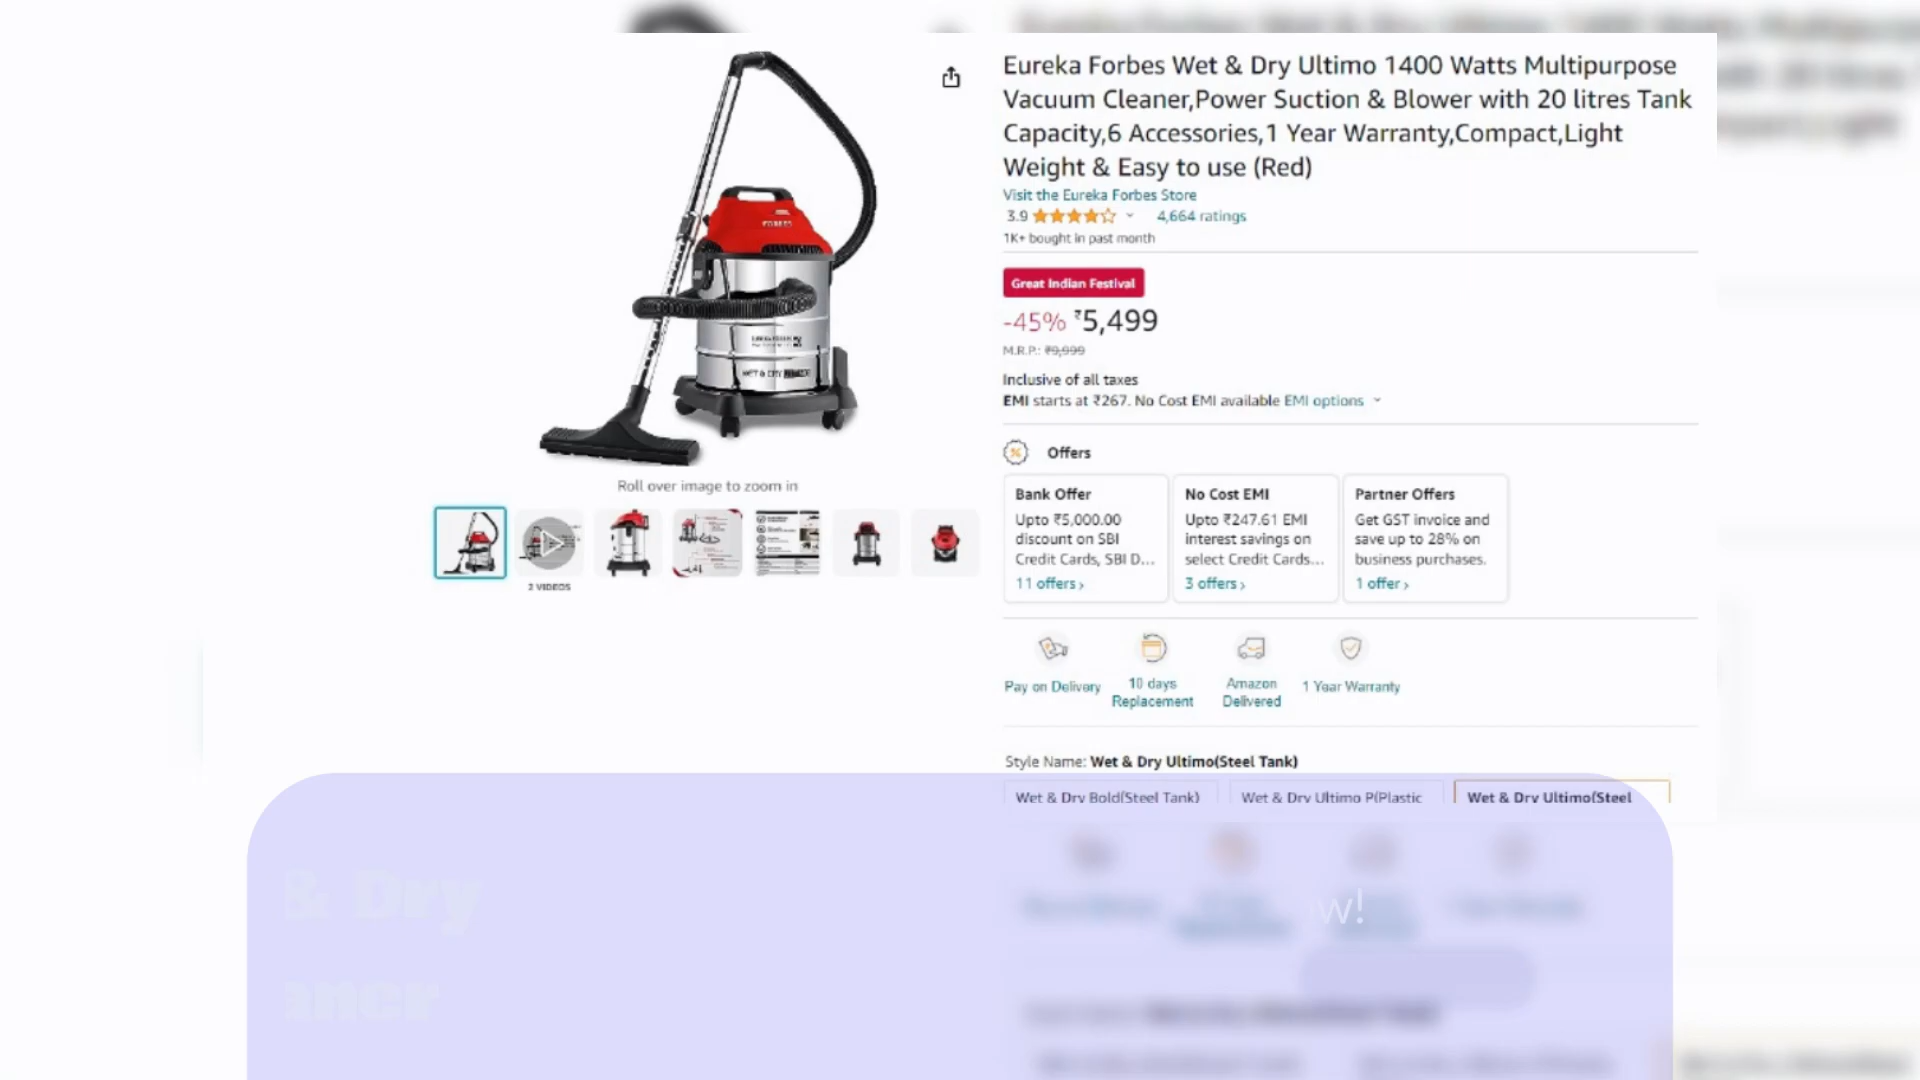 Eureka Forbes Wet & Dry Ultimo 1400 Watts Multipurpose
Vacuum Cleaner,Power Suction & Blower with 20 litres Tank
Capacity,6 Accessories,1 Year Warranty,Compact,Light
Weight & Easy to use (Red)
Visit the Eureka Forbes Store
3.9 4,664 ratings
1K+ bought in past month
Great Indian Festival
-45% ₹5,499
M.R.P.: ₹9,999
Inclusive of all taxes
EMI starts at ₹267. No Cost EMI available EMI options
Offers
Bank Offer
Upto ₹5,000.00
discount on SBI
Credit Cards, SBI D...
11 offers ›
No Cost EMI
Upto ₹247.61 EMI
interest savings on
select Credit Cards...
3 offers ›
Partner Offers
Get GST invoice and
save up to 28% on
business purchases.
1 offer ›
Pay on Delivery
10 days
Replacement
Amazon
Delivered
1 Year Warranty
Style Name: Wet & Dry Ultimo(Steel Tank)
Wet & Dry Bold(Steel Tank)
Wet & Dry Ultimo P(Plastic
Wet & Dry Ultimo(Steel
FORBES
WET & DRY
Roll over image to zoom in
2 VIDEOS
& Dry
w!